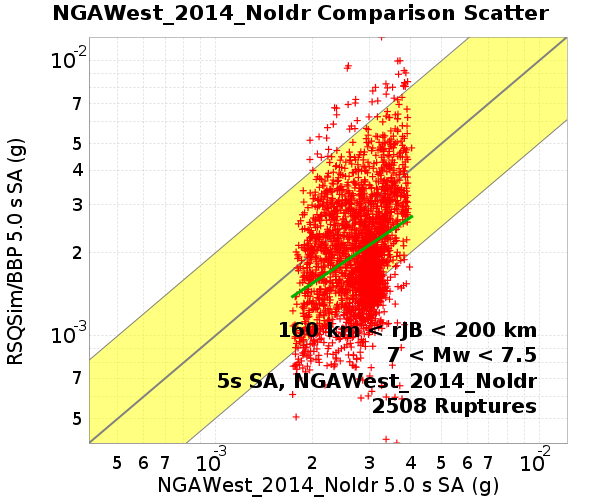 NGAWest_2014_NoIdr Comparison Scatter
10-2
7
5
4
3
2
10-3
7
5
RSQSim/BBP 5.0 s SA (g)
160 km < rJB < 200 km
7 < Mw < 7.5
5s SA, NGAWest_2014_NoIdr
2508 Ruptures
5 6 7 10-3 2 3 4 5 6 7 10-2
NGAWest_2014_NoIdr 5.0 s SA (g)